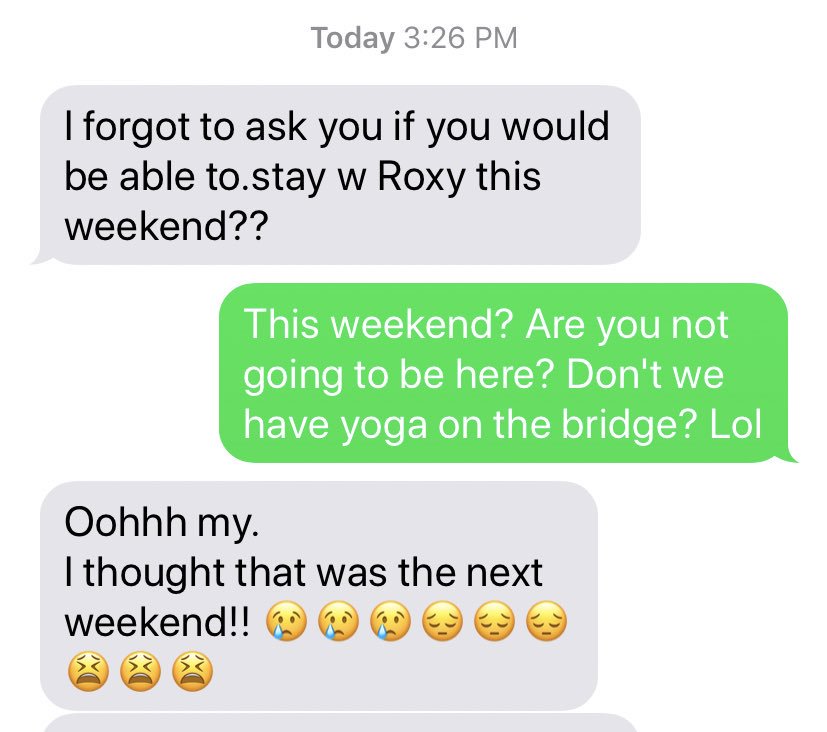 Today 3:26 PM
I forgot to ask you if you would
be able to.stay w Roxy this
weekend??
This weekend? Are you not
going to be here? Don't we
have yoga on the bridge? Lol
Oohhh my.
I thought that was the next
weekend!! 😢😢😢😔😔😔
😫😫😫